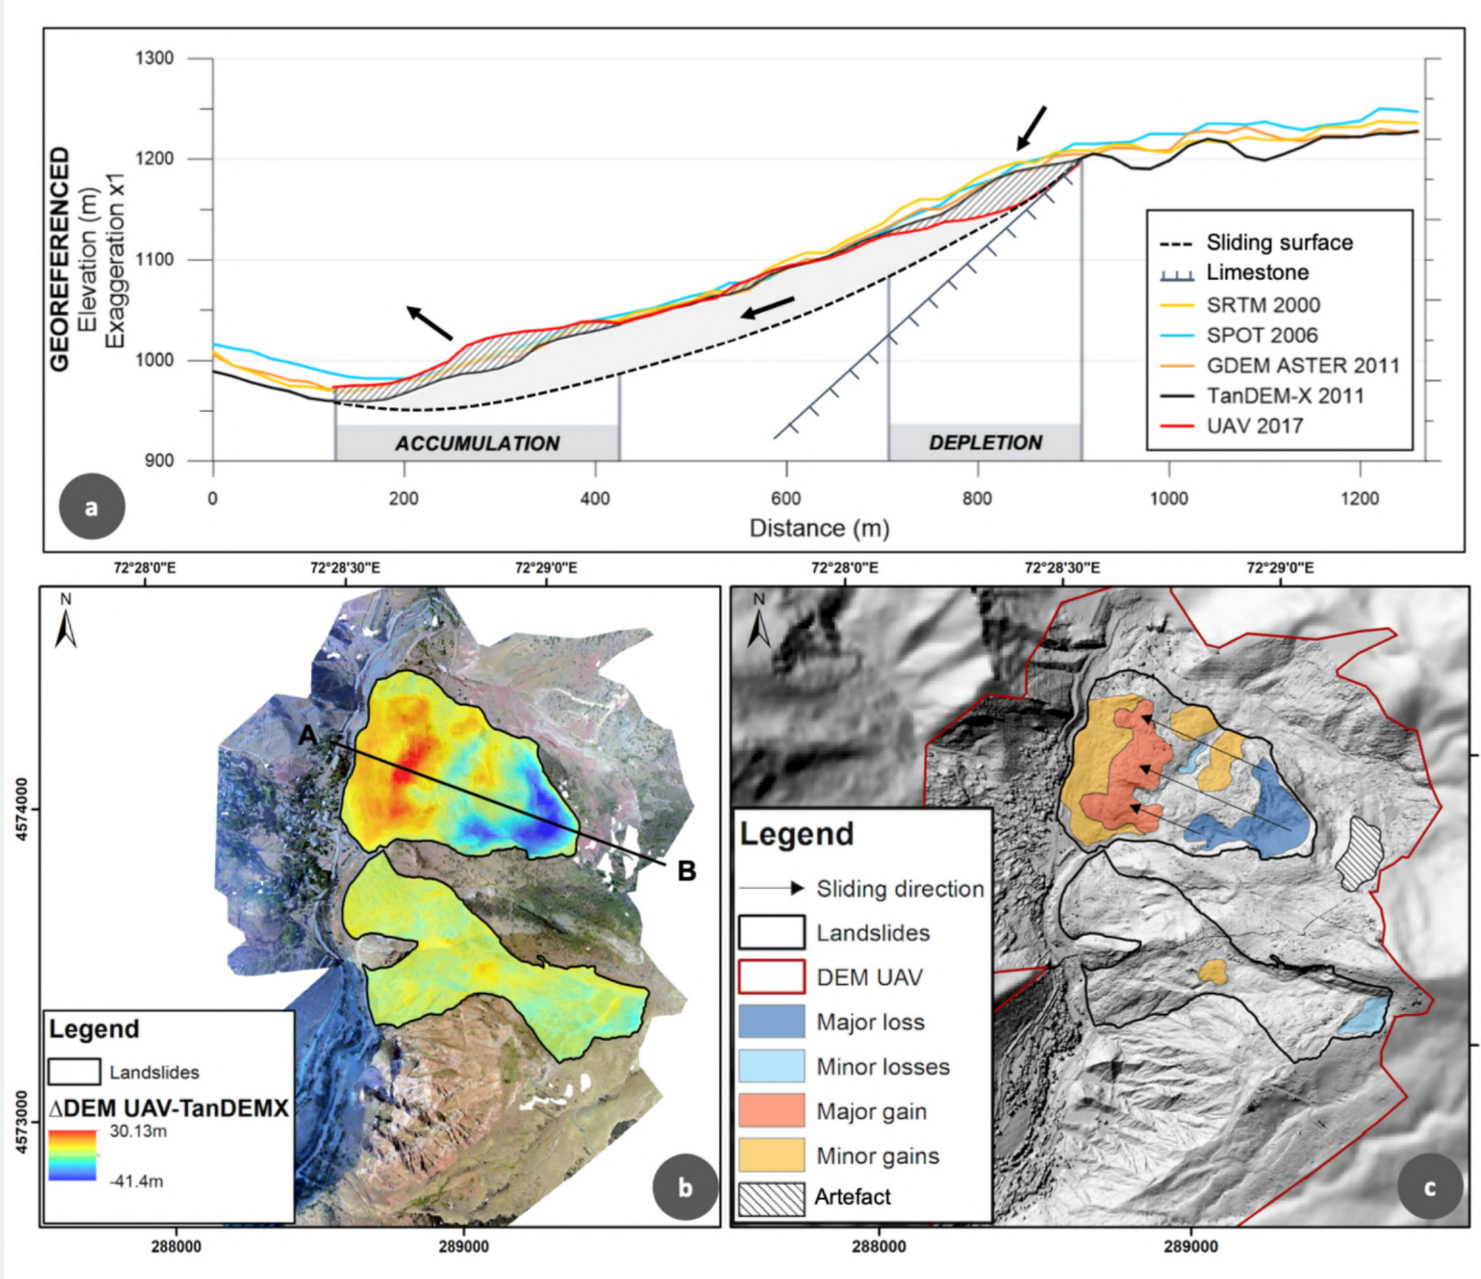 GEOREFERENCED
Elevation (m)
Exaggeration x1
1300
1200
1100
1000
900
ACCUMULATION
DEPLETION
Sliding surface
Limestone
SRTM 2000
SPOT 2006
GDEM ASTER 2011
TanDEM-X 2011
UAV 2017
a
0 200 400 600 800 1000 1200
Distance (m)
72°28'0"E 72°28'30"E 72°29'0"E
N
A
B
4574000
4573000
Legend
Landslides
ΔDEM UAV-TanDEMX
30.13m
-41.4m
b
288000 289000
72°28'0"E 72°28'30"E 72°29'0"E
N
Legend
Sliding direction
Landslides
DEM UAV
Major loss
Minor losses
Major gain
Minor gains
Artefact
c
288000 289000